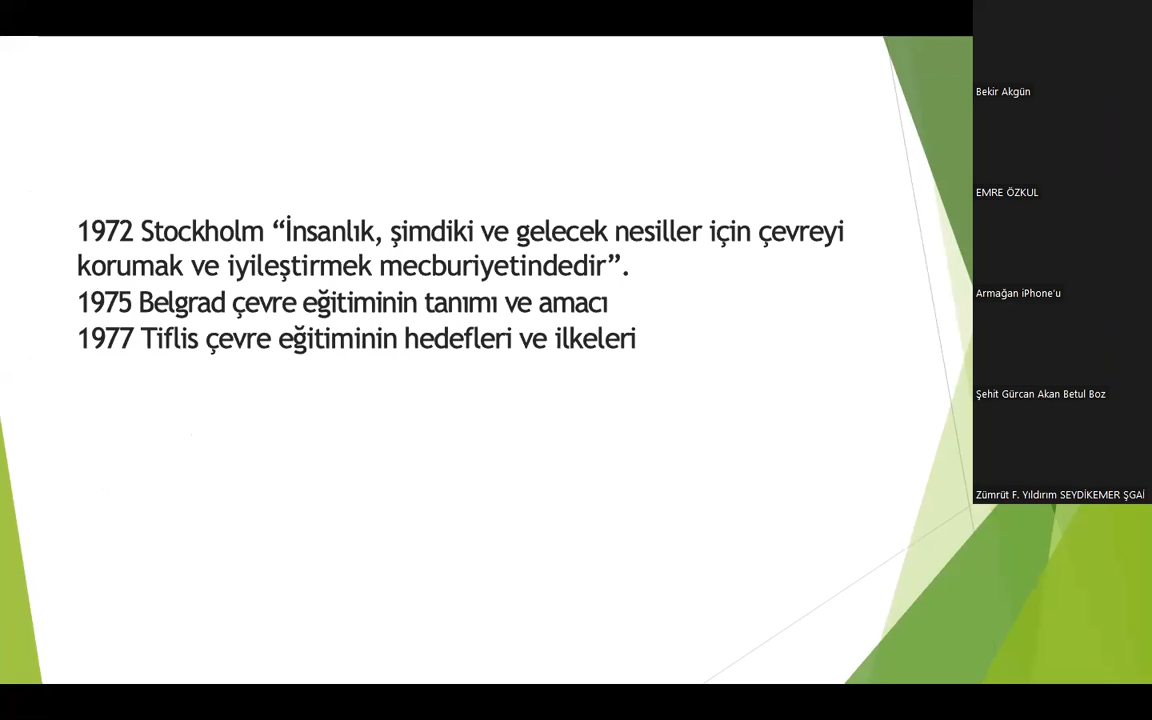 1972 Stockholm “İnsanlık, şimdiki ve gelecek nesiller için çevreyi
korumak ve iyileştirmek mecburiyetindedir”.
1975 Belgrad çevre eğitiminin tanımı ve amacı
1977 Tiflis çevre eğitiminin hedefleri ve ilkeleri
Bekir Akgün
EMRE ÖZKUL
Armağan iPhone'u
Şehit Gürcan Akan Betul Boz
Zümrüt F. Yıldırım SEYDİKEMER ŞGAİ